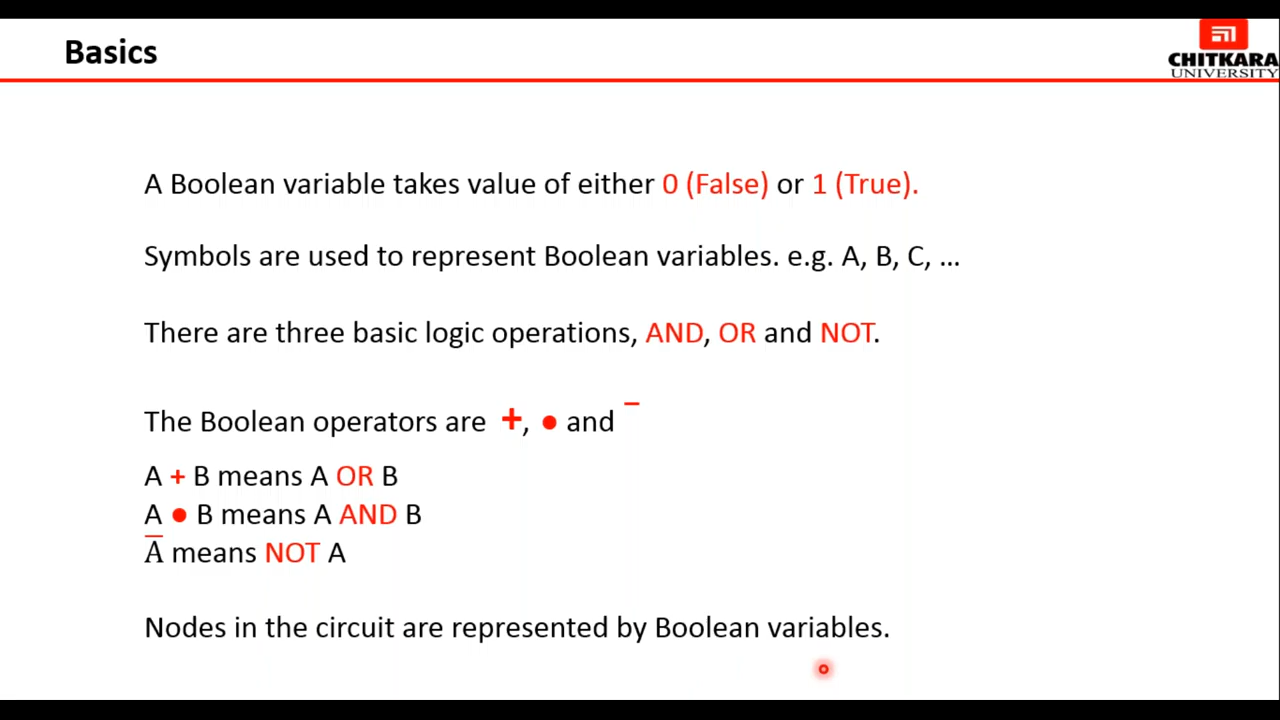 Basics
CHITKARA
UNIVERSITY
A Boolean variable takes value of either 0 (False) or 1 (True).
Symbols are used to represent Boolean variables. e.g. A, B, C, ...
There are three basic logic operations, AND, OR and NOT.
The Boolean operators are +, • and ‾
A + B means A OR B
A • B means A AND B
A̅ means NOT A
Nodes in the circuit are represented by Boolean variables.